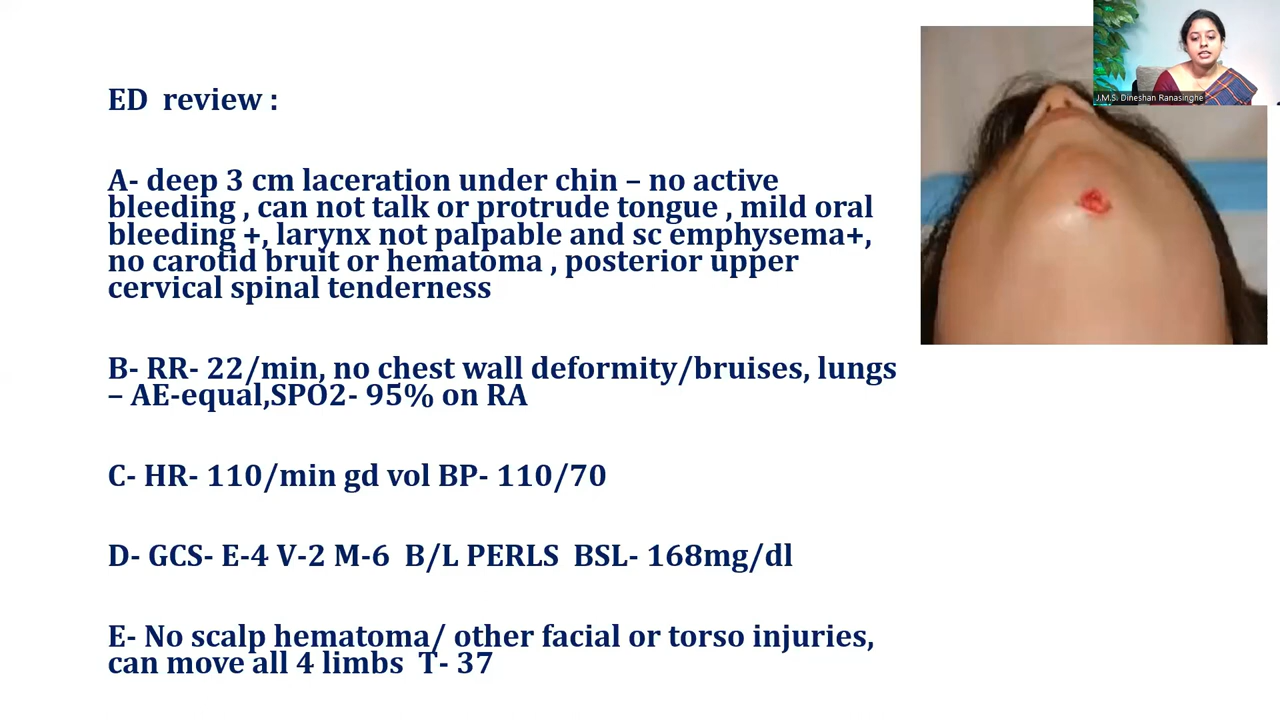 ED  review :
A- deep 3 cm laceration under chin – no active
bleeding , can not talk or protrude tongue , mild oral
bleeding +, larynx not palpable and sc emphysema+,
no carotid bruit or hematoma , posterior upper
cervical spinal tenderness
B- RR- 22/min, no chest wall deformity/bruises, lungs
– AE-equal,SPO2- 95% on RA
C- HR- 110/min gd vol BP- 110/70
D- GCS- E-4 V-2 M-6  B/L PERLS  BSL- 168mg/dl
E- No scalp hematoma/ other facial or torso injuries,
can move all 4 limbs  T- 37
J.M.S. Dineshan Ranasinghe